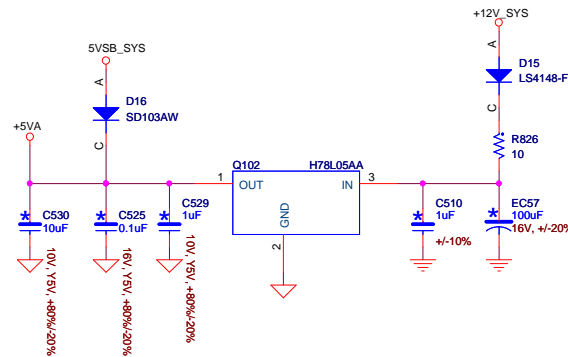 +12V_SYS
5VSB_SYS
A
D15
LS4148-F
C
A
D16
SD103AW
C
+5VA
R826
10
Q102
H78L05AA
1
OUT
IN
3
GND
2
C530
10uF
10V, Y5V, +80%/-20%
C525
0.1uF
16V, Y5V, +80%/-20%
C529
1uF
10V, Y5V, +80%/-20%
C510
1uF
+/-10%
EC57
100uF
16V, +/-20%